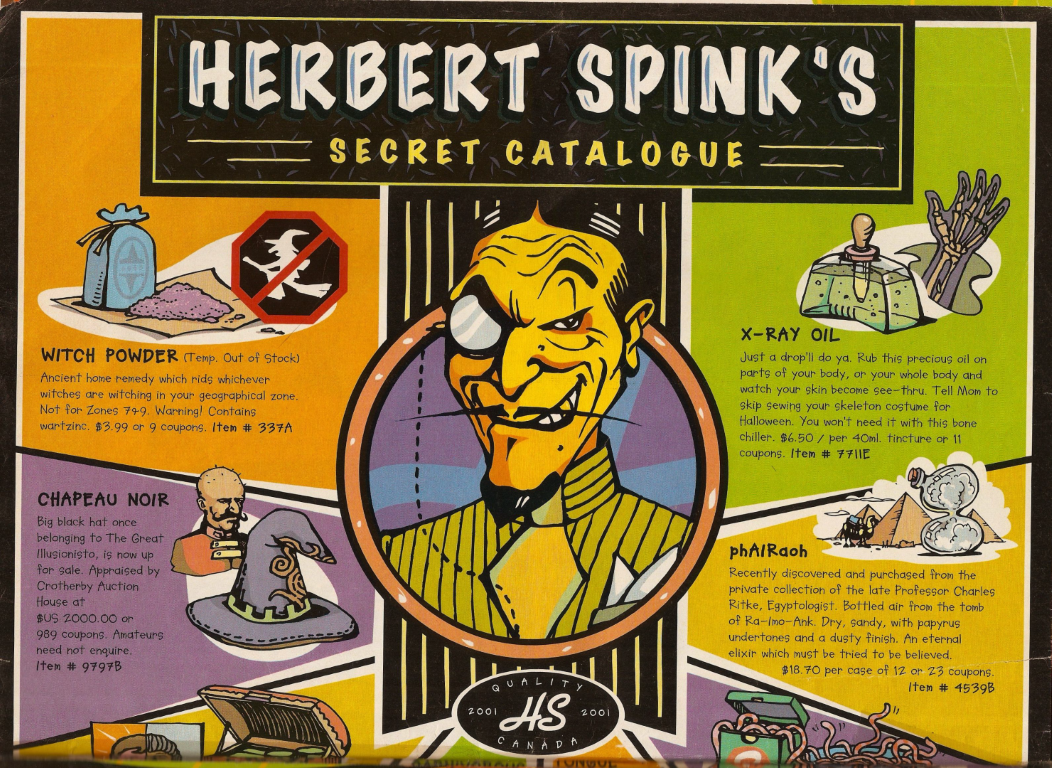 HERBERT SPINK'S
SECRET CATALOGUE
WITCH POWDER (Temp. Out of Stock)
Ancient home remedy which rids whichever
witches are witching in your geographical zone.
Not for Zones 7+9. Warning! Contains
wartzinc. $3.99 or 9 coupons. Item # 337A
X-RAY OIL
Just a drop'll do ya. Rub this precious oil on
parts of your body, or your whole body and
watch your skin become see-thru. Tell Mom to
skip sewing your skeleton costume for
Halloween. You won't need it with this bone
chiller. $6.50 / per 40ml. tincture or 11
coupons. Item # 7711E
CHAPEAU NOIR
Big black hat once
belonging to The Great
Illusionisto, is now up
for sale. Appraised by
Crotherby Auction
House at
$US 2000.00 or
989 coupons. Amateurs
need not enquire.
Item # 9797B
phAIRaoh
Recently discovered and purchased from the
private collection of the late Professor Charles
Ritke, Egyptologist. Bottled air from the tomb
of Ra-Imo-Ank. Dry, sandy, with papyrus
undertones and a dusty finish. An eternal
elixir which must be tried to be believed.
$18.70 per case of 12 or 23 coupons.
Item # 4539B
QUALITY
2001 HS 2001
CANADA
CARNIVOROUS TONGUE